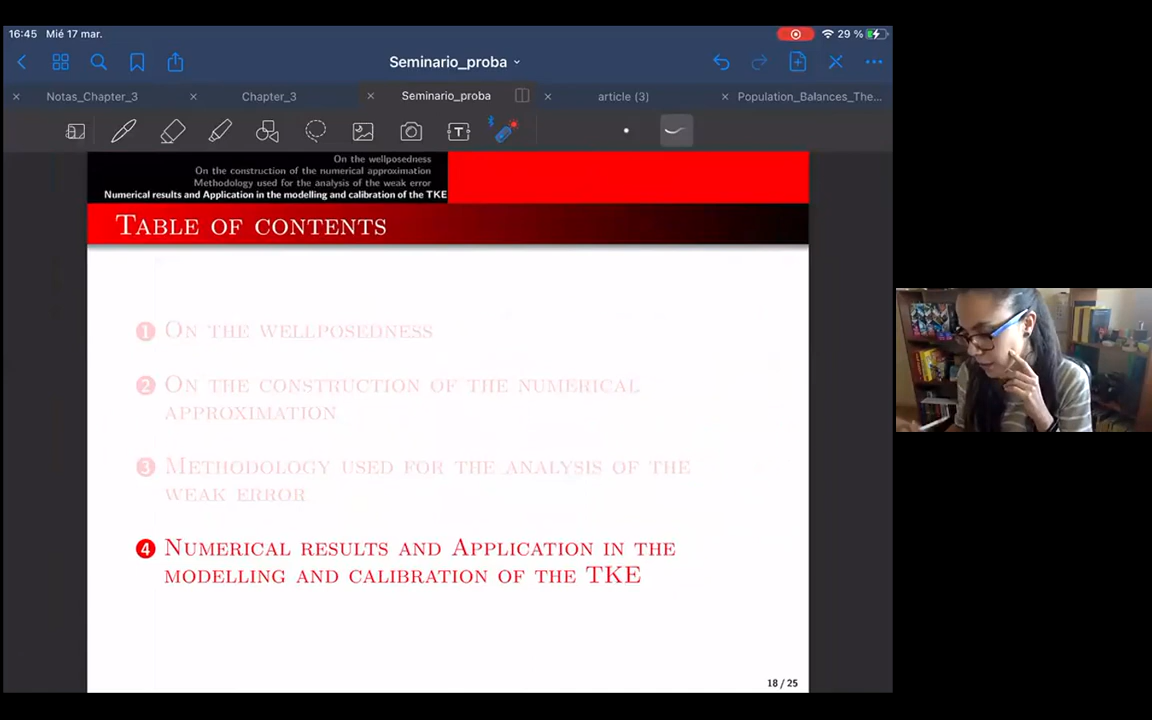 16:45 Mié 17 mar.
29 %
Seminario_proba
Notas_Chapter_3
Chapter_3
Seminario_proba
article (3)
Population_Balances_The...
On the wellposedness
On the construction of the numerical approximation
Methodology used for the analysis of the weak error
Numerical results and Application in the modelling and calibration of the TKE
Table of contents
1 On the wellposedness
2 On the construction of the numerical
approximation
3 Methodology used for the analysis of the
weak error
4 Numerical results and Application in the
modelling and calibration of the TKE
18 / 25